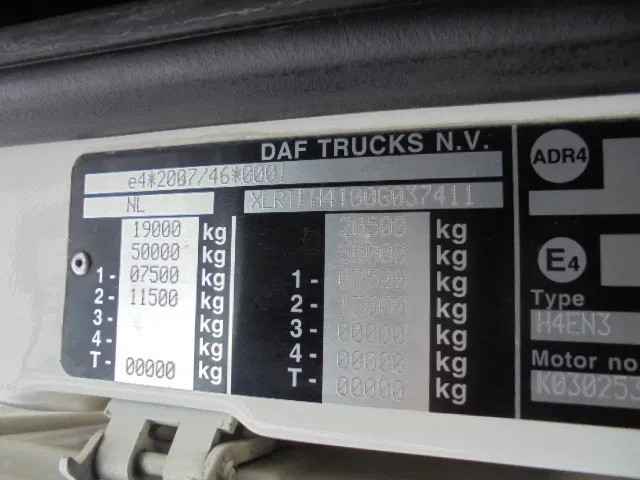 DAF TRUCKS N.V.
e4*2007/46*0001
NL
19000 kg kg
50000 kg kg
1- 07500 kg 1- 07500 kg
2- 11500 kg 2- kg
3- kg 3- 00000 kg
4- kg 4- 00000 kg
T- 00000 kg T- 00000 kg
ADR4
E4
Type
H4EN3
Motor no